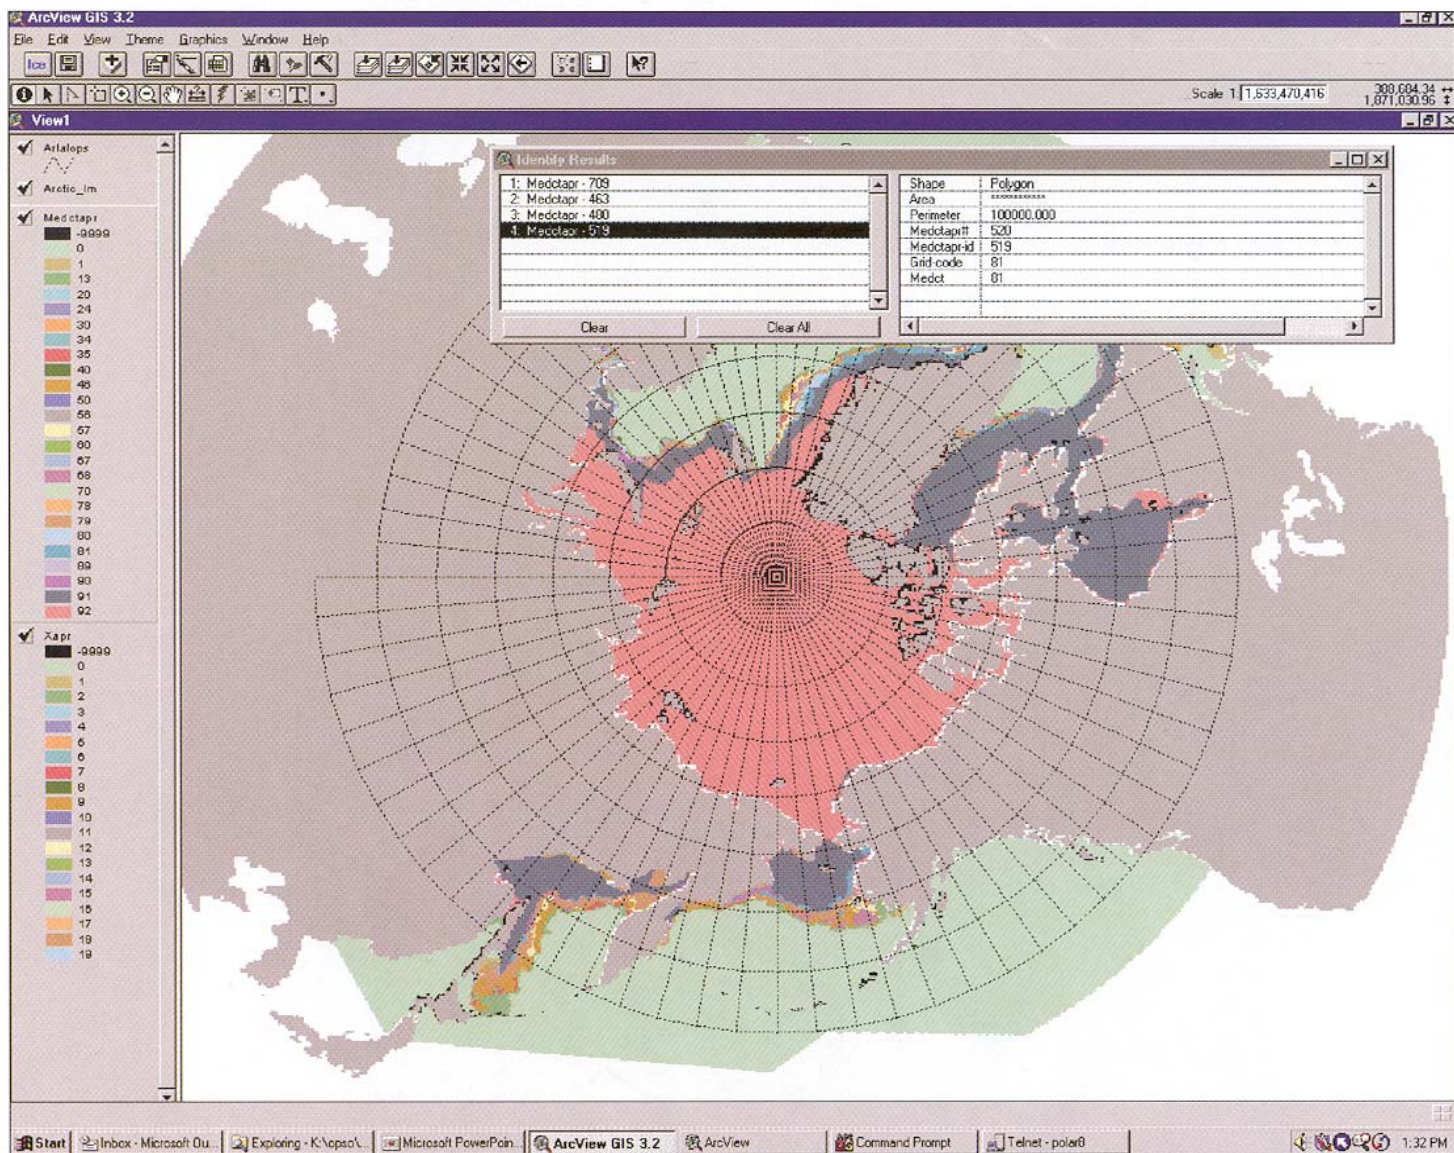 ArcView GIS 3.2
File Edit View Theme Graphics Window Help
Ice
Scale 1: 1,633,470,416
1,871,030.96
View1
Arlalops
Arctic_lm
Medctapr
-9999
0
1
13
20
24
30
34
35
40
46
50
56
57
60
67
68
70
78
79
80
81
89
90
91
92
Xapr
-9999
0
1
2
3
4
5
6
7
8
9
10
11
12
13
14
15
16
17
18
19
Identify Results
1: Medctapr - 709
2: Medctapr - 463
3: Medctapr - 480
4: Medctapr - 519
Clear Clear All
Shape Polygon
Area ***********
Perimeter 100000.000
Medctapr# 520
Medctapr-id 519
Grid-code 81
Medct 81
Start Inbox - Microsoft Ou... Exploring - K:\opso\... Microsoft PowerPoin... ArcView GIS 3.2 ArcView Command Prompt Telnet - polar8 1:32 PM